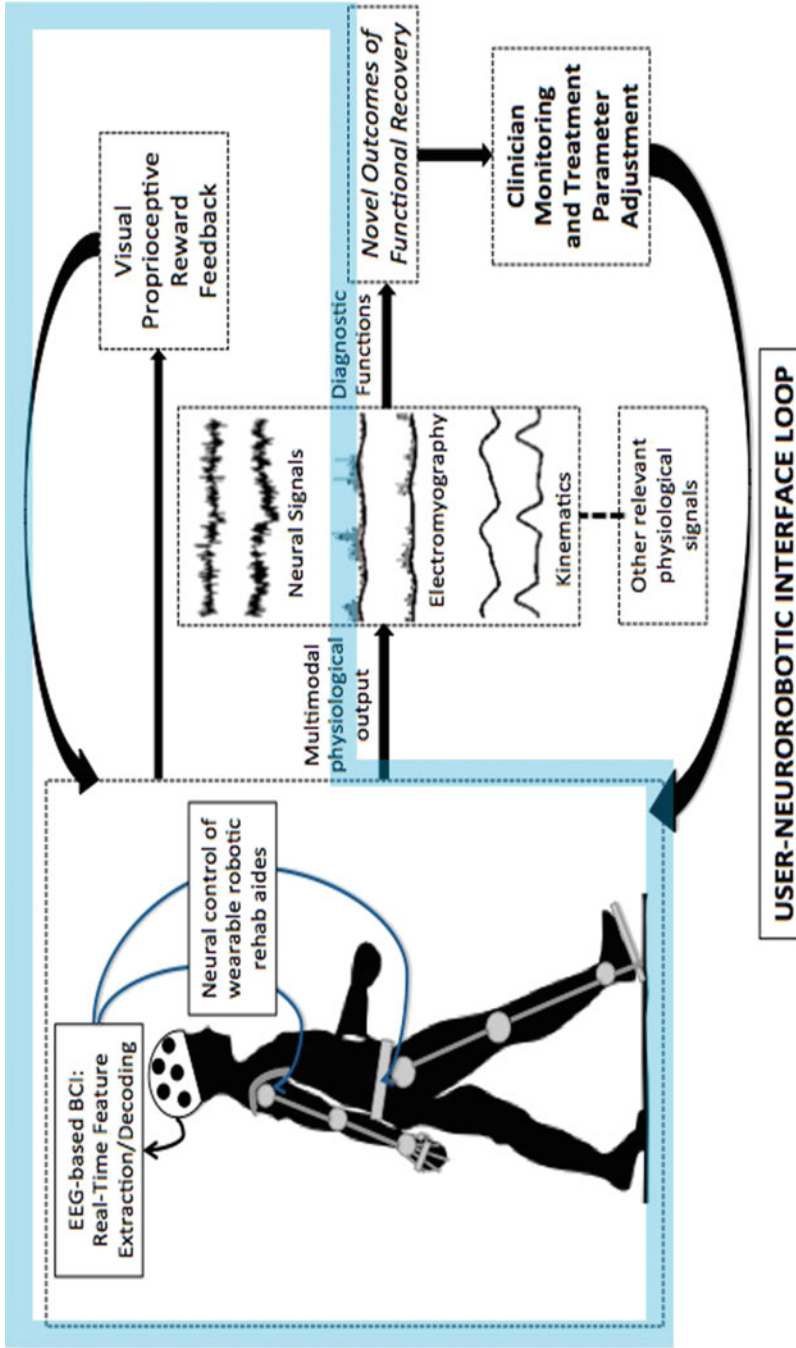 EEG-based BCI:
Real-Time Feature
Extraction/Decoding
Neural control of
wearable robotic
rehab aides
Visual
Proprioceptive
Reward
Feedback
Multimodal
physiological
output
Neural Signals
Electromyography
Kinematics
Other relevant
physiological
signals
Diagnostic
Functions
Novel Outcomes of
Functional Recovery
Clinician
Monitoring
and Treatment
Parameter
Adjustment
USER-NEUROROBOTIC INTERFACE LOOP